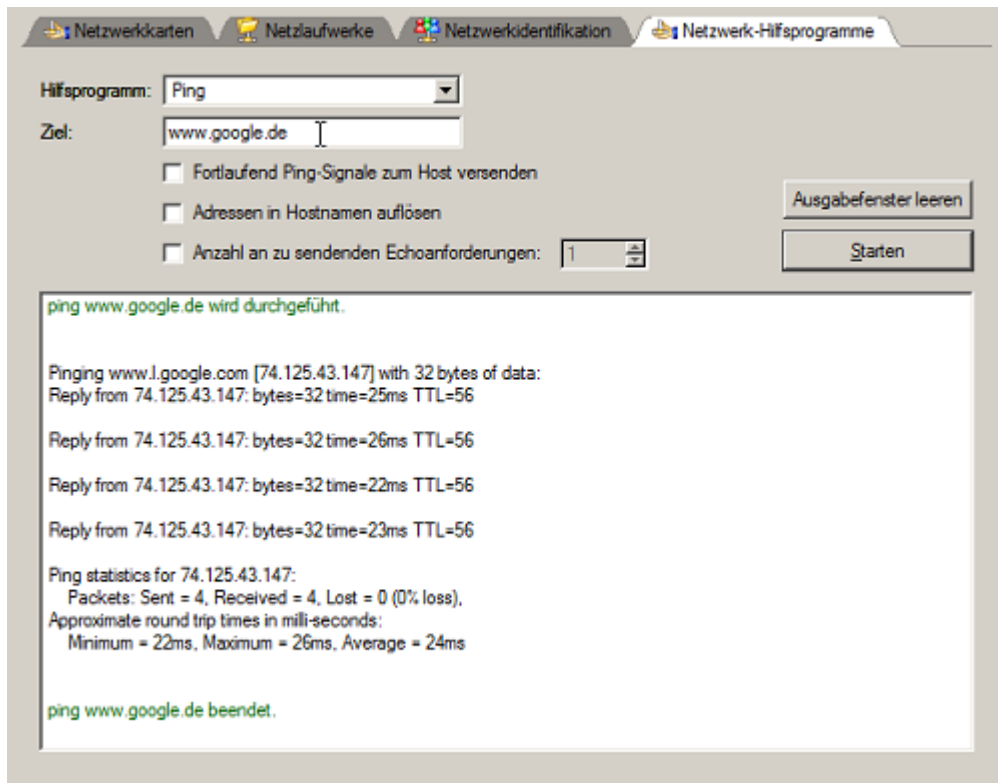 Netzwerkkarten Netzlaufwerke Netzwerkidentifikation Netzwerk-Hilfsprogramme
Hilfsprogramm: Ping
Ziel: www.google.de
Fortlaufend Ping-Signale zum Host versenden
Adressen in Hostnamen auflösen
Anzahl an zu sendenden Echoanforderungen: 1
Ausgabefenster leeren
Starten
ping www.google.de wird durchgeführt.
Pinging www.l.google.com [74.125.43.147] with 32 bytes of data:
Reply from 74.125.43.147: bytes=32 time=25ms TTL=56
Reply from 74.125.43.147: bytes=32 time=26ms TTL=56
Reply from 74.125.43.147: bytes=32 time=22ms TTL=56
Reply from 74.125.43.147: bytes=32 time=23ms TTL=56
Ping statistics for 74.125.43.147:
Packets: Sent = 4, Received = 4, Lost = 0 (0% loss),
Approximate round trip times in milli-seconds:
Minimum = 22ms, Maximum = 26ms, Average = 24ms
ping www.google.de beendet.